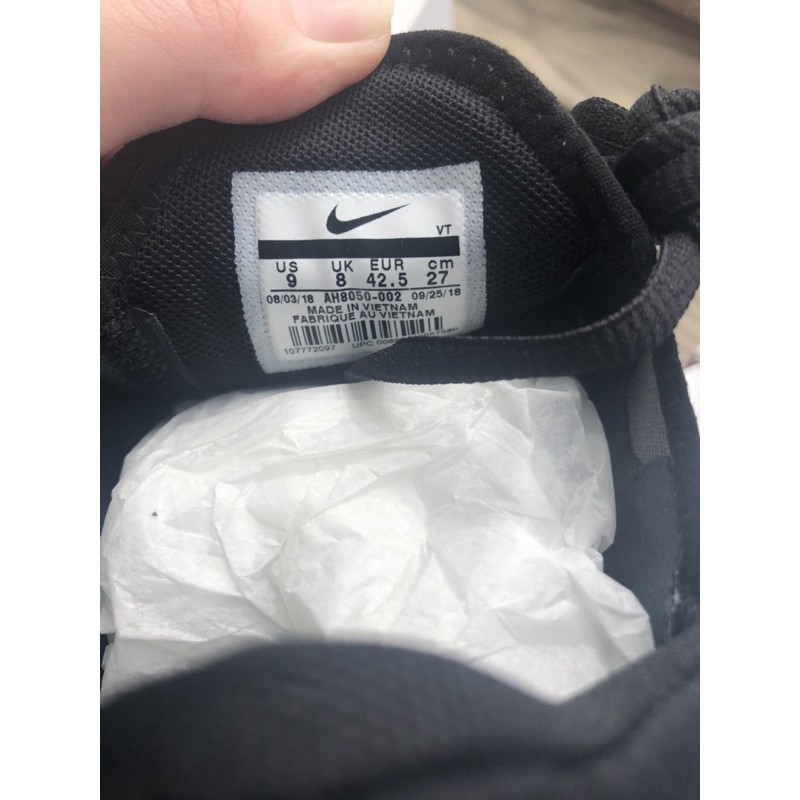 VT
US UK EUR cm
9 8 42.5 27
08/03/18 AH8050-002 09/25/18
MADE IN VIETNAM
FABRIQUE AU VIETNAM
107772097 UPC